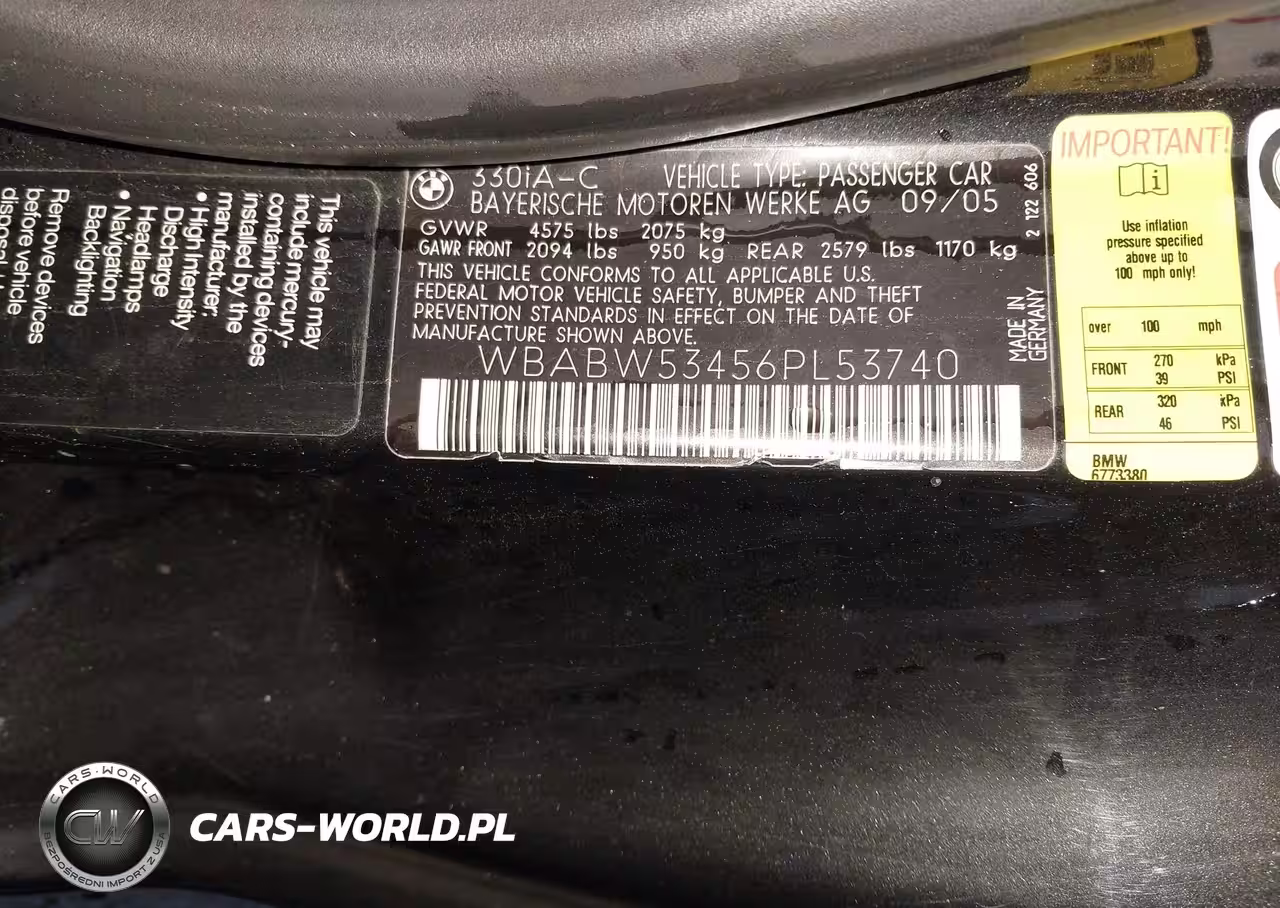 This vehicle may
include mercury-
containing devices
installed by the
manufacturer:
• High Intensity
Discharge
Headlamps
• Navigation
Backlighting
Remove devices
before vehicle
330iA-C VEHICLE TYPE: PASSENGER CAR
BAYERISCHE MOTOREN WERKE AG 09/05
GVWR 4575 lbs 2075 kg
GAWR FRONT 2094 lbs 950 kg REAR 2579 lbs 1170 kg
THIS VEHICLE CONFORMS TO ALL APPLICABLE U.S.
FEDERAL MOTOR VEHICLE SAFETY, BUMPER AND THEFT
PREVENTION STANDARDS IN EFFECT ON THE DATE OF
MANUFACTURE SHOWN ABOVE.
WBABW53456PL53740
2 122 606
MADE IN
GERMANY
IMPORTANT!
Use inflation
pressure specified
above up to
100 mph only!
over 100 mph
FRONT 270 kPa
39 PSI
REAR 320 kPa
46 PSI
BMW
6773380
CARS-WORLD
CW
BEZPOŚREDNI IMPORT Z USA
CARS-WORLD.PL